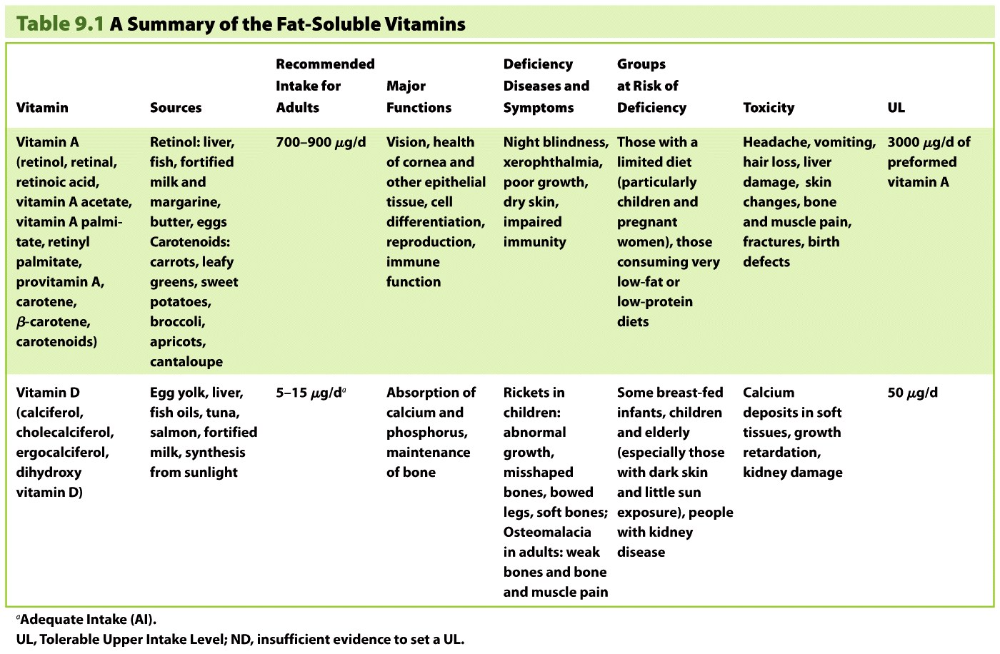 Table 9.1 A Summary of the Fat-Soluble Vitamins
Vitamin
Sources
Recommended
Intake for
Adults
Major
Functions
Deficiency
Diseases and
Symptoms
Groups
at Risk of
Deficiency
Toxicity
UL
Vitamin A
(retinol, retinal,
retinoic acid,
vitamin A acetate,
vitamin A palmi-
tate, retinyl
palmitate,
provitamin A,
carotene,
β-carotene,
carotenoids)
Retinol: liver,
fish, fortified
milk and
margarine,
butter, eggs
Carotenoids:
carrots, leafy
greens, sweet
potatoes,
broccoli,
apricots,
cantaloupe
700–900 μg/d
Vision, health
of cornea and
other epithelial
tissue, cell
differentiation,
reproduction,
immune
function
Night blindness,
xerophthalmia,
poor growth,
dry skin,
impaired
immunity
Those with a
limited diet
(particularly
children and
pregnant
women), those
consuming very
low-fat or
low-protein
diets
Headache, vomiting,
hair loss, liver
damage, skin
changes, bone
and muscle pain,
fractures, birth
defects
3000 μg/d of
preformed
vitamin A
Vitamin D
(calciferol,
cholecalciferol,
ergocalciferol,
dihydroxy
vitamin D)
Egg yolk, liver,
fish oils, tuna,
salmon, fortified
milk, synthesis
from sunlight
5–15 μg/dᵃ
Absorption of
calcium and
phosphorus,
maintenance
of bone
Rickets in
children:
abnormal
growth,
misshaped
bones, bowed
legs, soft bones;
Osteomalacia
in adults: weak
bones and bone
and muscle pain
Some breast-fed
infants, children
and elderly
(especially those
with dark skin
and little sun
exposure), people
with kidney
disease
Calcium
deposits in soft
tissues, growth
retardation,
kidney damage
50 μg/d
ᵃAdequate Intake (AI).
UL, Tolerable Upper Intake Level; ND, insufficient evidence to set a UL.